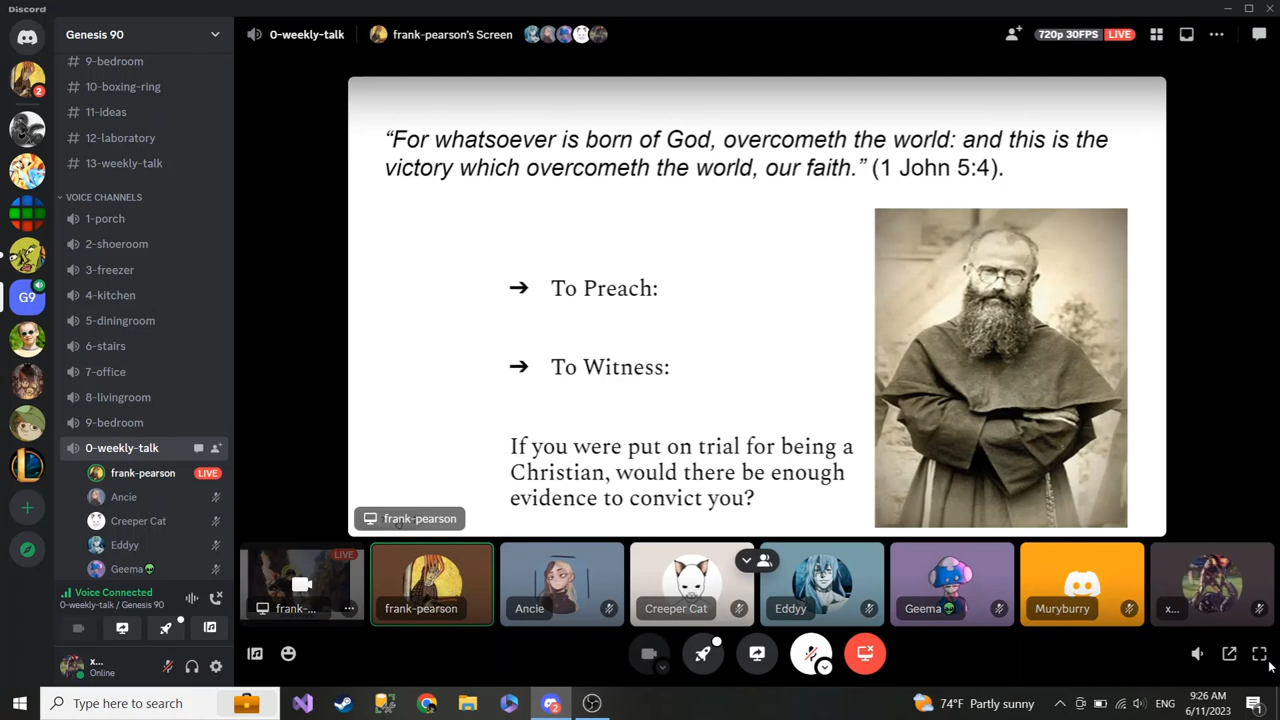 Discord
Genesis 90
0-weekly-talk
frank-pearson's Screen
720p 30FPS LIVE
9-bedroom
10-boxing-ring
11-ideas
12-laboratory
13-weekly-talk
VOICE CHANNELS
1-porch
2-shoeroom
3-freezer
4-kitchen
5-diningroom
6-stairs
7-office
8-livingroom
9-bedroom
0-weekly-talk
frank-pearson LIVE
Ancie
Creeper Cat
Eddyy
Geema
2
G9
“For whatsoever is born of God, overcometh the world: and this is the
victory which overcometh the world, our faith.” (1 John 5:4).
➔ To Preach:
➔ To Witness:
If you were put on trial for being a
Christian, would there be enough
evidence to convict you?
frank-pearson
LIVE
frank-...
frank-pearson
Ancie
Creeper Cat
Eddyy
Geema
Muryburry
x...
Voice Connected
0-weekly-talk / Genesis 90
x...
Online
Type here to search
2
74°F Partly sunny
ENG
9:26 AM
6/11/2023
1